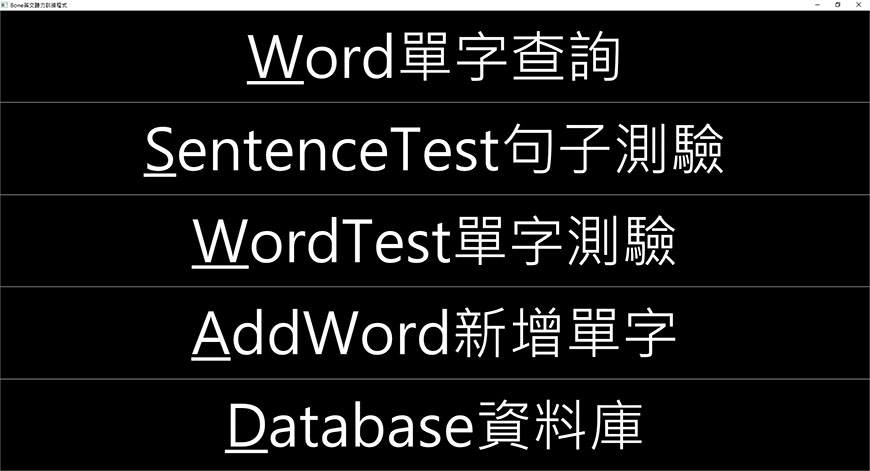 Bone英文聽力訓練程式
Word單字查詢
SentenceTest句子測驗
WordTest單字測驗
AddWord新增單字
Database資料庫